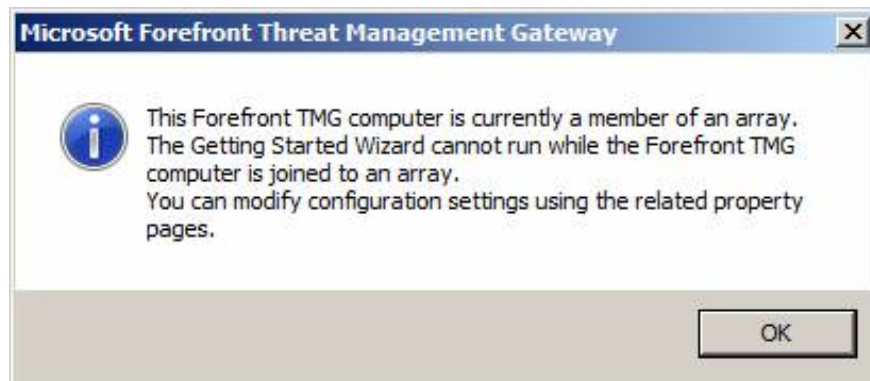 Microsoft Forefront Threat Management Gateway
This Forefront TMG computer is currently a member of an array.
The Getting Started Wizard cannot run while the Forefront TMG
computer is joined to an array.
You can modify configuration settings using the related property
pages.
OK